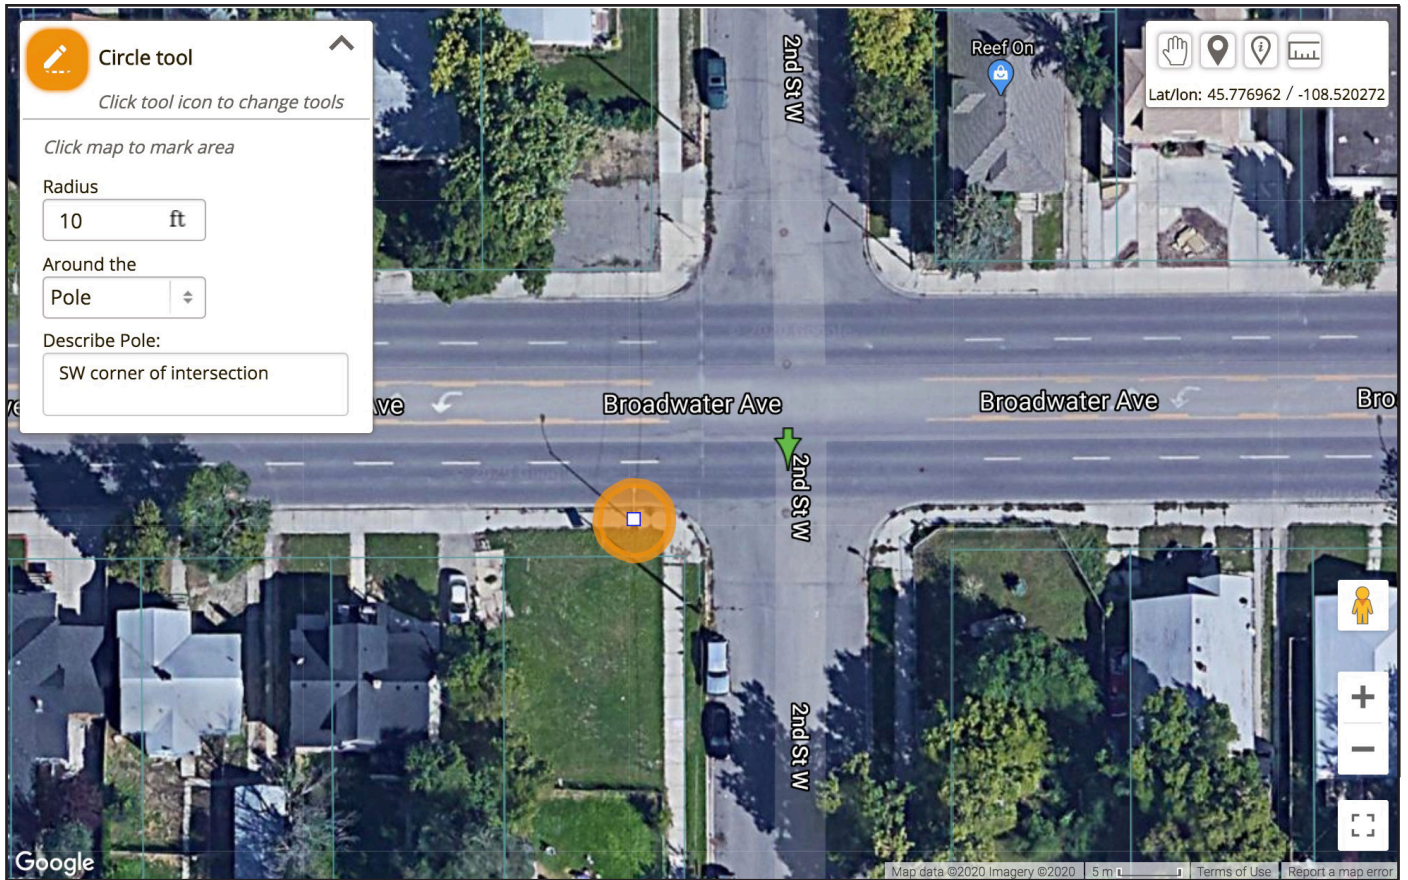 Circle tool
Click tool icon to change tools
Click map to mark area
Radius
10 ft
Around the
Pole
Describe Pole:
SW corner of intersection
2nd St W
Reef On
Lat/lon: 45.776962 / -108.520272
Ave
Broadwater Ave
Broadwater Ave
Bro
2nd St W
2nd St W
Google
Map data ©2020 Imagery ©2020
5 m
Terms of Use
Report a map error